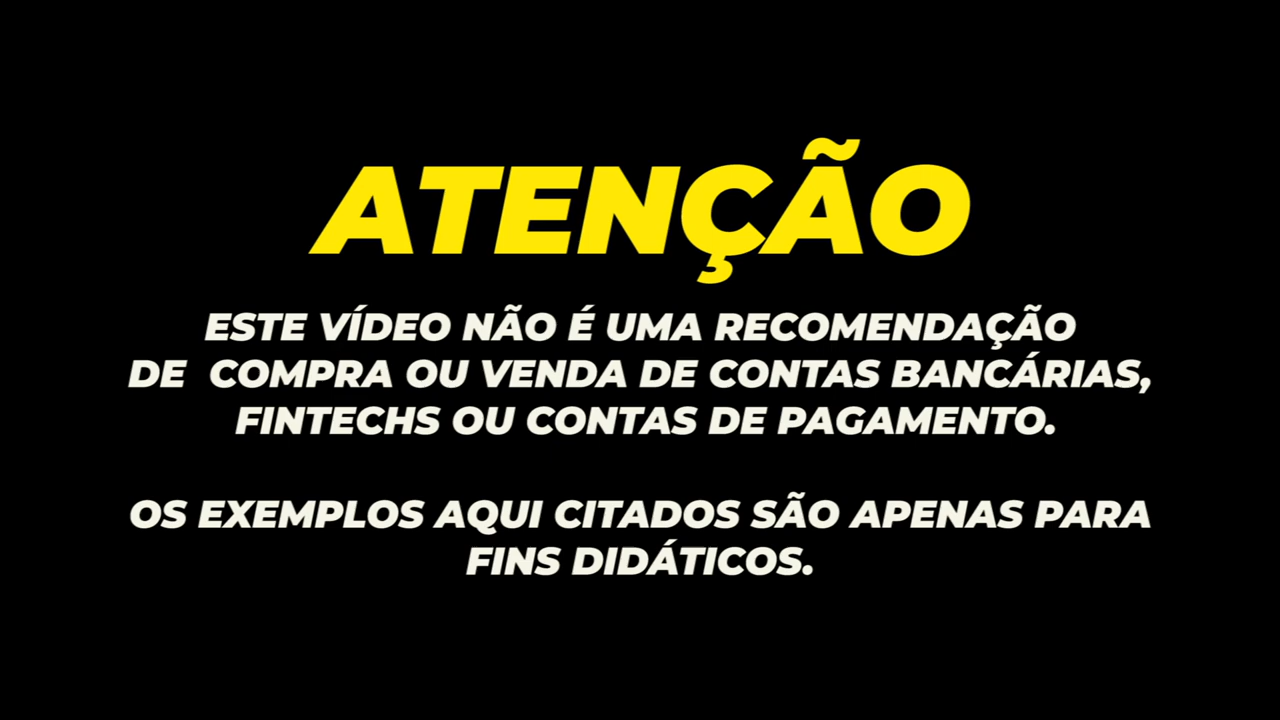 ATENÇÃO
ESTE VÍDEO NÃO É UMA RECOMENDAÇÃO
DE COMPRA OU VENDA DE CONTAS BANCÁRIAS,
FINTECHS OU CONTAS DE PAGAMENTO.
OS EXEMPLOS AQUI CITADOS SÃO APENAS PARA
FINS DIDÁTICOS.